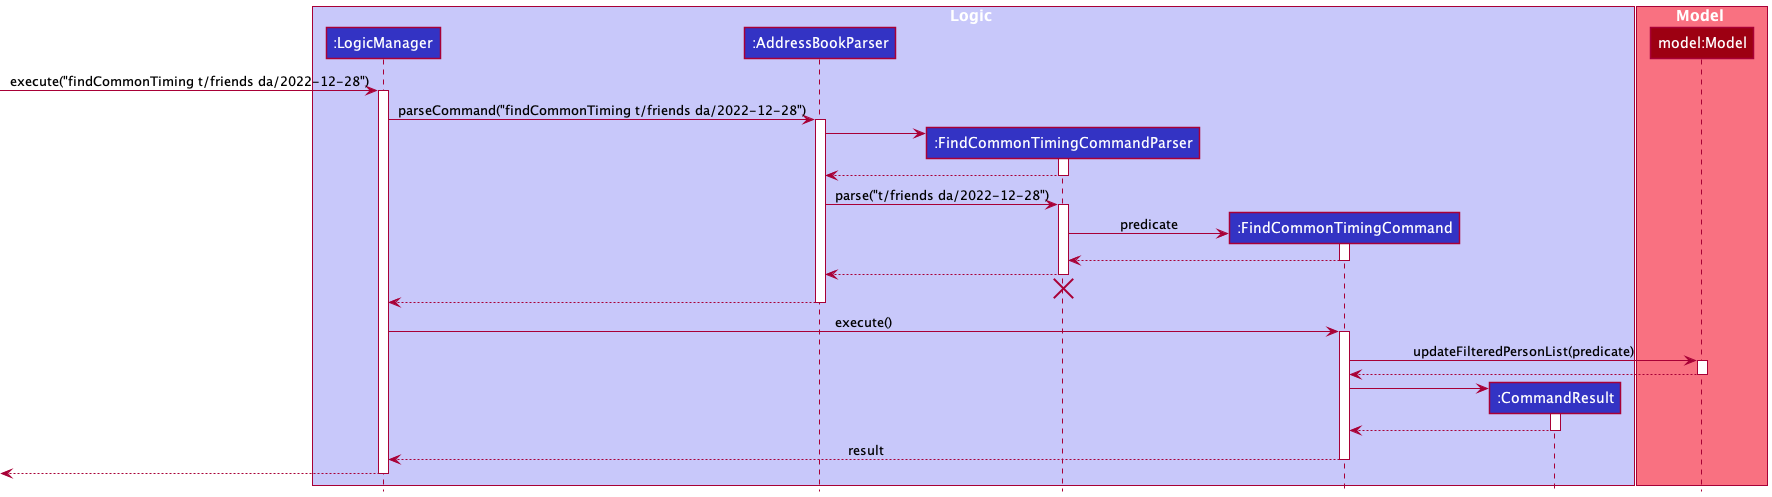 Logic
Model
:LogicManager
:AddressBookParser
model:Model
execute("findCommonTiming t/friends da/2022-12-28")
parseCommand("findCommonTiming t/friends da/2022-12-28")
:FindCommonTimingCommandParser
parse("t/friends da/2022-12-28")
predicate
:FindCommonTimingCommand
execute()
updateFilteredPersonList(predicate)
:CommandResult
result